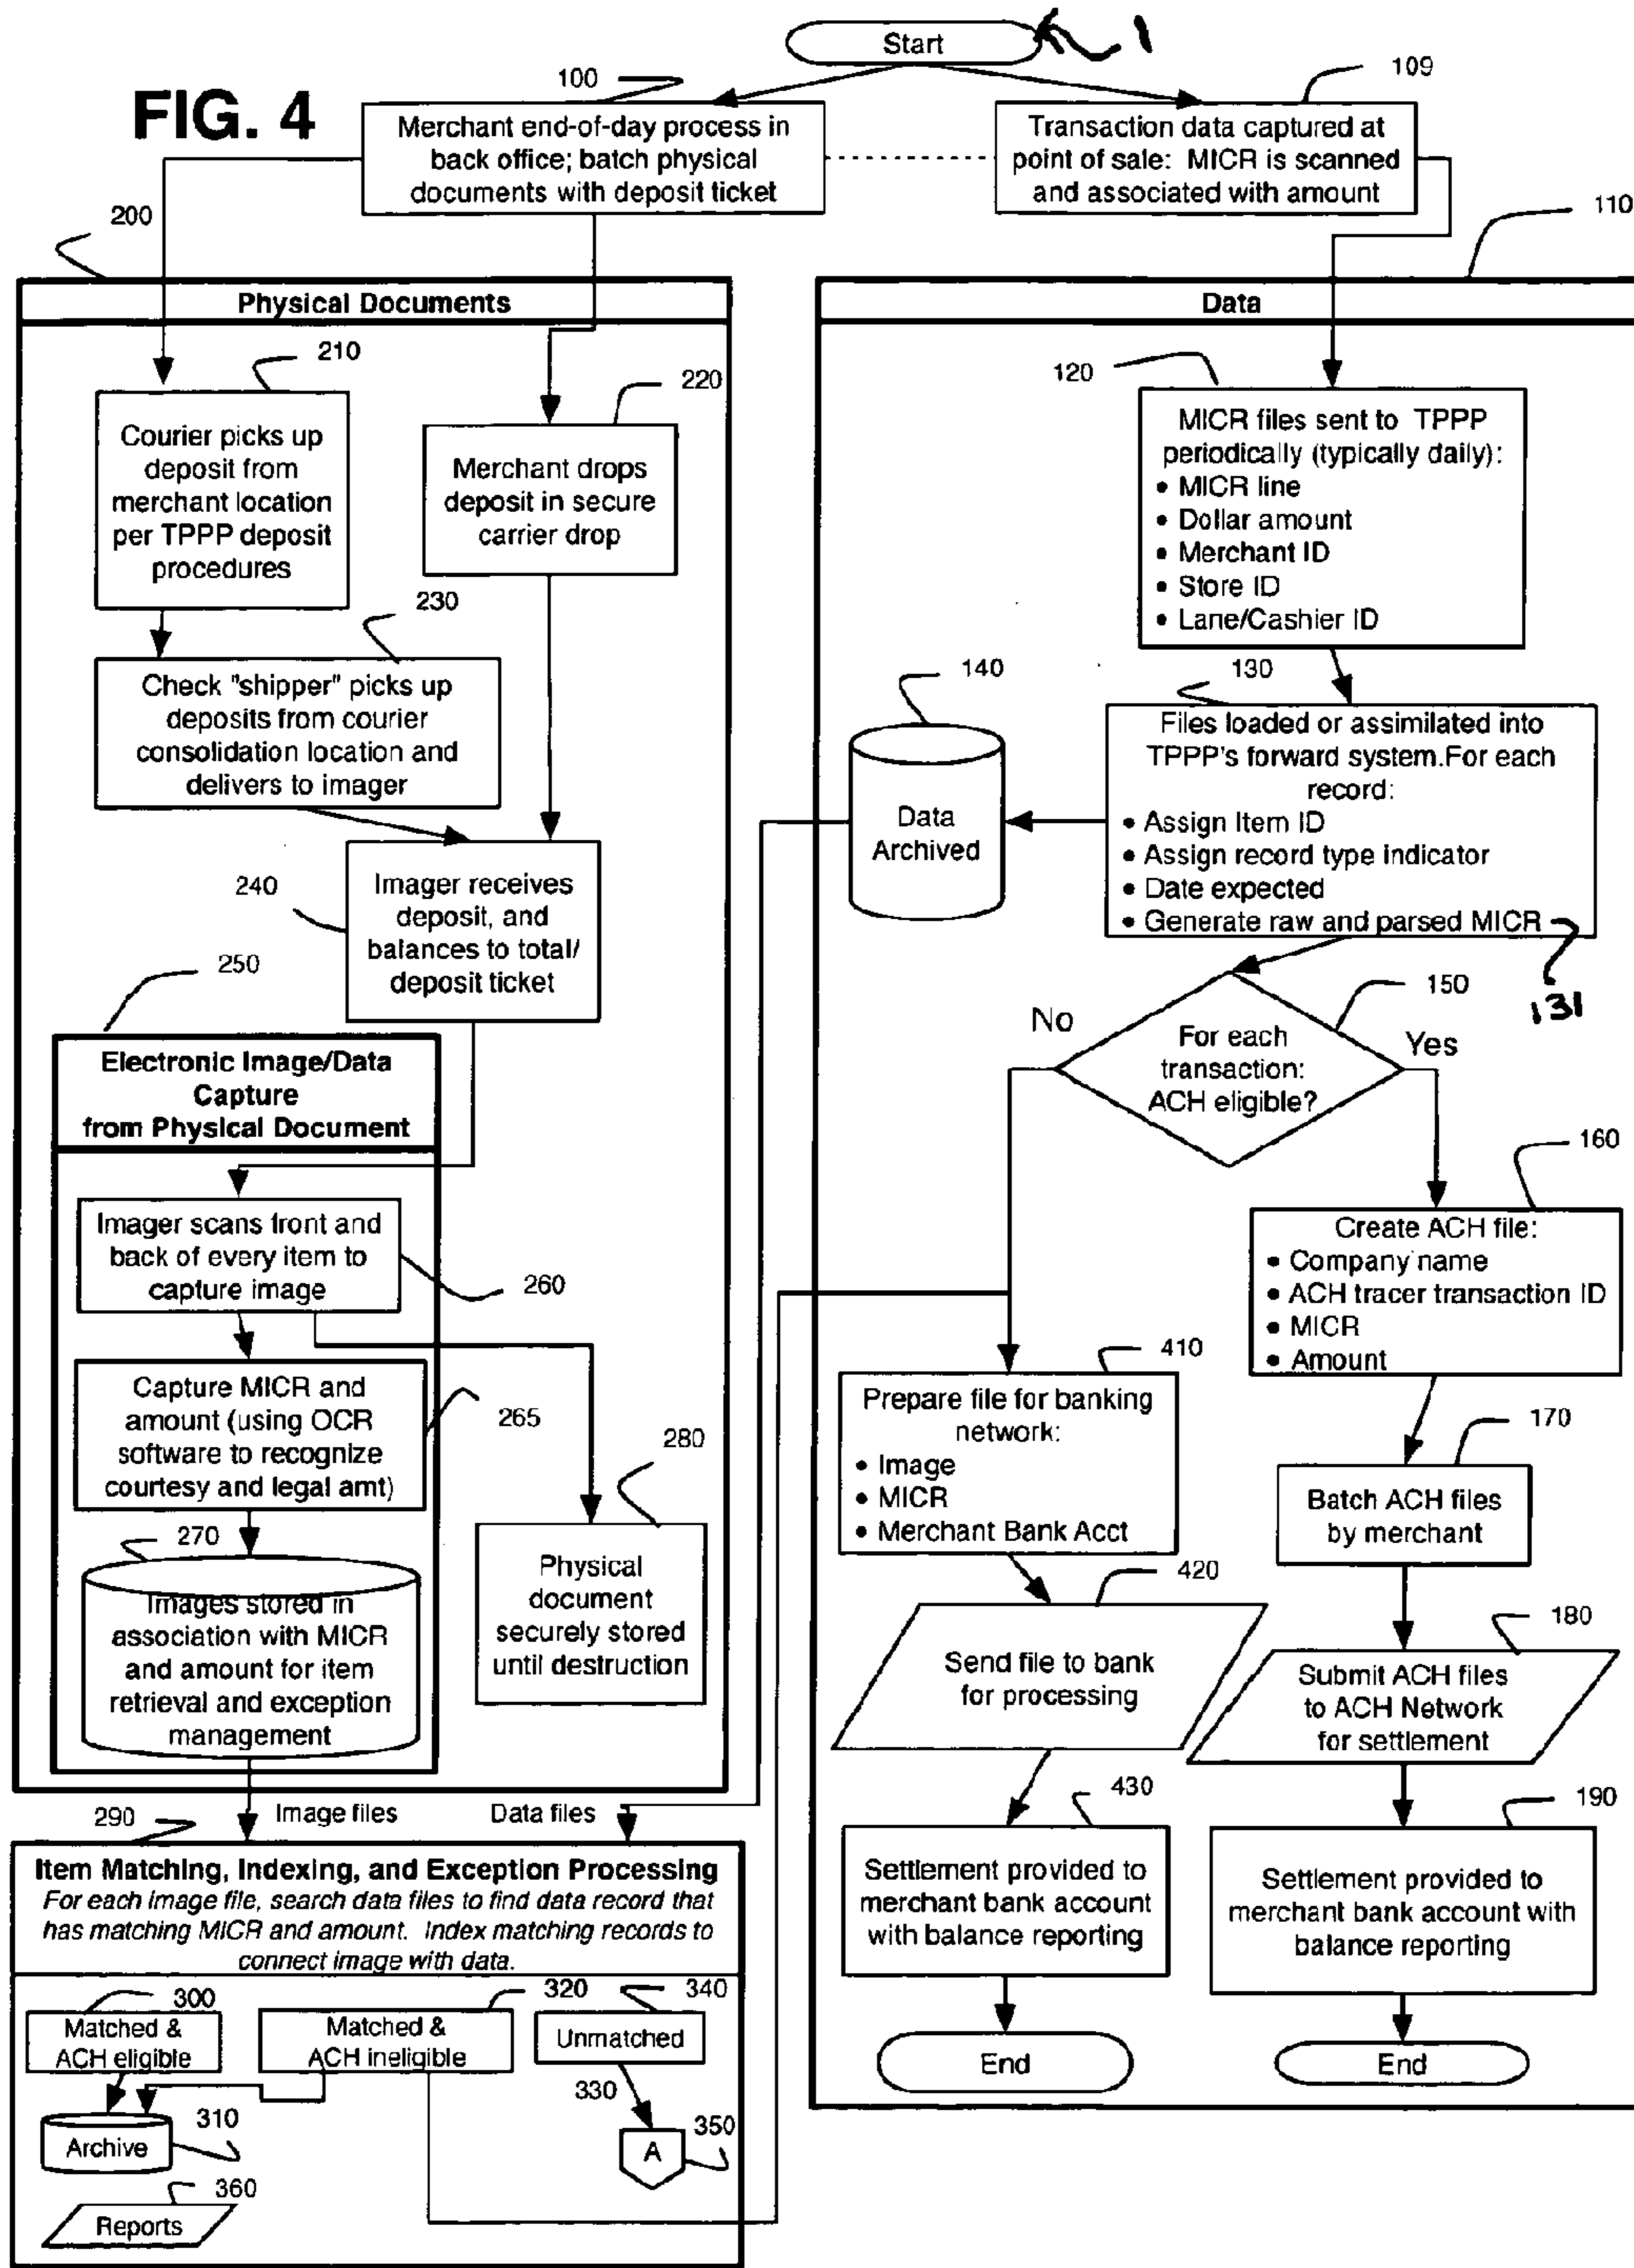 FIG. 4
Start
1
100
Merchant end-of-day process in
back office; batch physical
documents with deposit ticket
109
Transaction data captured at
point of sale: MICR is scanned
and associated with amount
200
Physical Documents
210
Courier picks up
deposit from
merchant location
per TPPP deposit
procedures
220
Merchant drops
deposit in secure
carrier drop
230
Check "shipper" picks up
deposits from courier
consolidation location and
delivers to imager
240
Imager receives
deposit, and
balances to total/
deposit ticket
250
Electronic Image/Data
Capture
from Physical Document
Imager scans front and
back of every item to
capture image
260
Capture MICR and
amount (using OCR
software to recognize
courtesy and legal amt)
265
270
Images stored in
association with MICR
and amount for item
retrieval and exception
management
280
Physical
document
securely stored
until destruction
110
Data
120
MICR files sent to TPPP
periodically (typically daily):
• MICR line
• Dollar amount
• Merchant ID
• Store ID
• Lane/Cashier ID
130
Files loaded or assimilated into
TPPP's forward system.For each
record:
• Assign Item ID
• Assign record type indicator
• Date expected
• Generate raw and parsed MICR
131
140
Data
Archived
150
For each
transaction:
ACH eligible?
No
Yes
160
Create ACH file:
• Company name
• ACH tracer transaction ID
• MICR
• Amount
170
Batch ACH files
by merchant
180
Submit ACH files
to ACH Network
for settlement
190
Settlement provided to
merchant bank account with
balance reporting
End
410
Prepare file for banking
network:
• Image
• MICR
• Merchant Bank Acct
420
Send file to bank
for processing
430
Settlement provided to
merchant bank account
with balance reporting
End
290
Image files
Data files
Item Matching, Indexing, and Exception Processing
For each image file, search data files to find data record that
has matching MICR and amount. Index matching records to
connect image with data.
300
Matched &
ACH eligible
320
Matched &
ACH ineligible
340
Unmatched
330
310
Archive
350
A
360
Reports